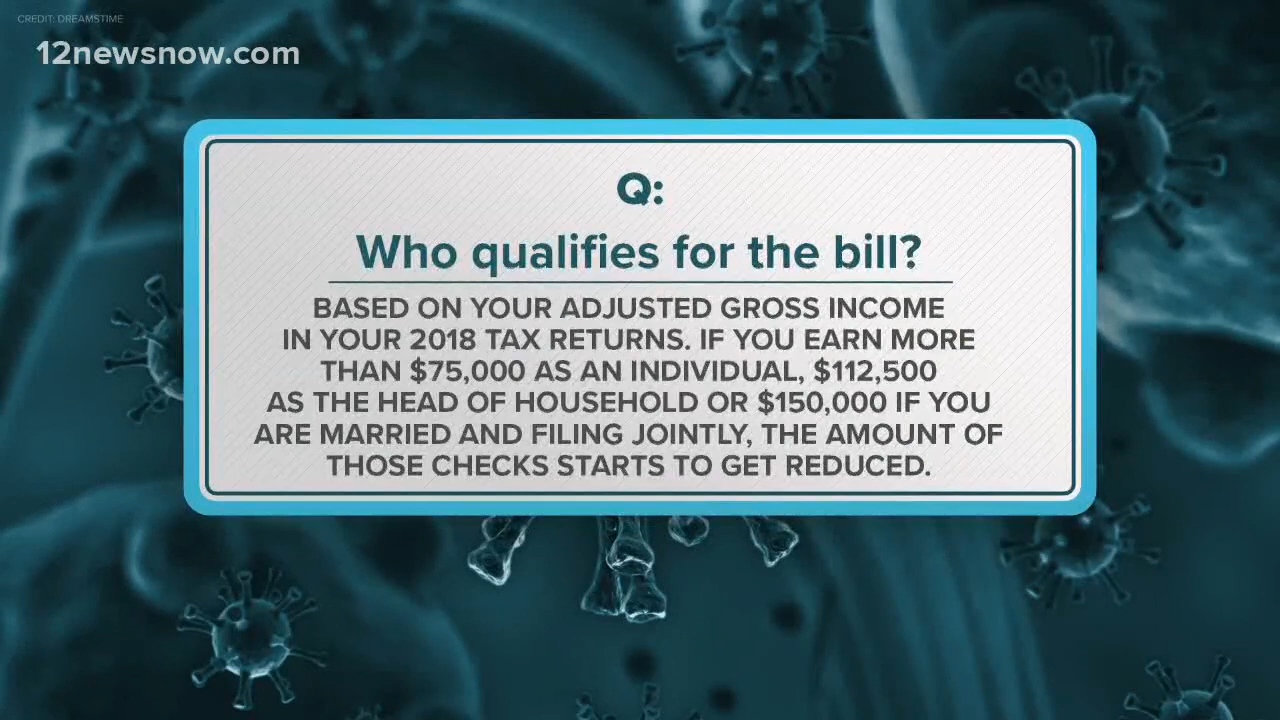 CREDIT: DREAMSTIME
12newsnow.com
Q:
Who qualifies for the bill?
BASED ON YOUR ADJUSTED GROSS INCOME
IN YOUR 2018 TAX RETURNS. IF YOU EARN MORE
THAN $75,000 AS AN INDIVIDUAL, $112,500
AS THE HEAD OF HOUSEHOLD OR $150,000 IF YOU
ARE MARRIED AND FILING JOINTLY, THE AMOUNT OF
THOSE CHECKS STARTS TO GET REDUCED.